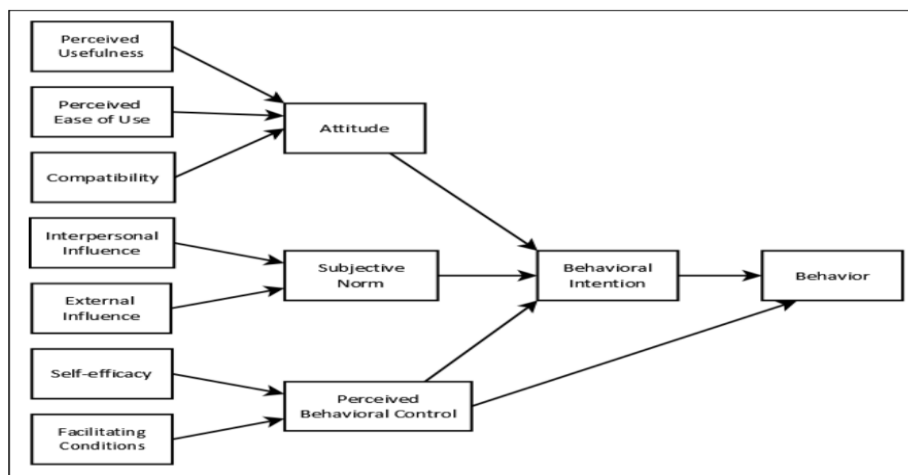 Perceived
Usefulness
Perceived
Ease of Use
Attitude
Compatibility
Interpersonal
Influence
Subjective
Norm
Behavioral
Intention
Behavior
External
Influence
Self-efficacy
Perceived
Behavioral Control
Facilitating
Conditions